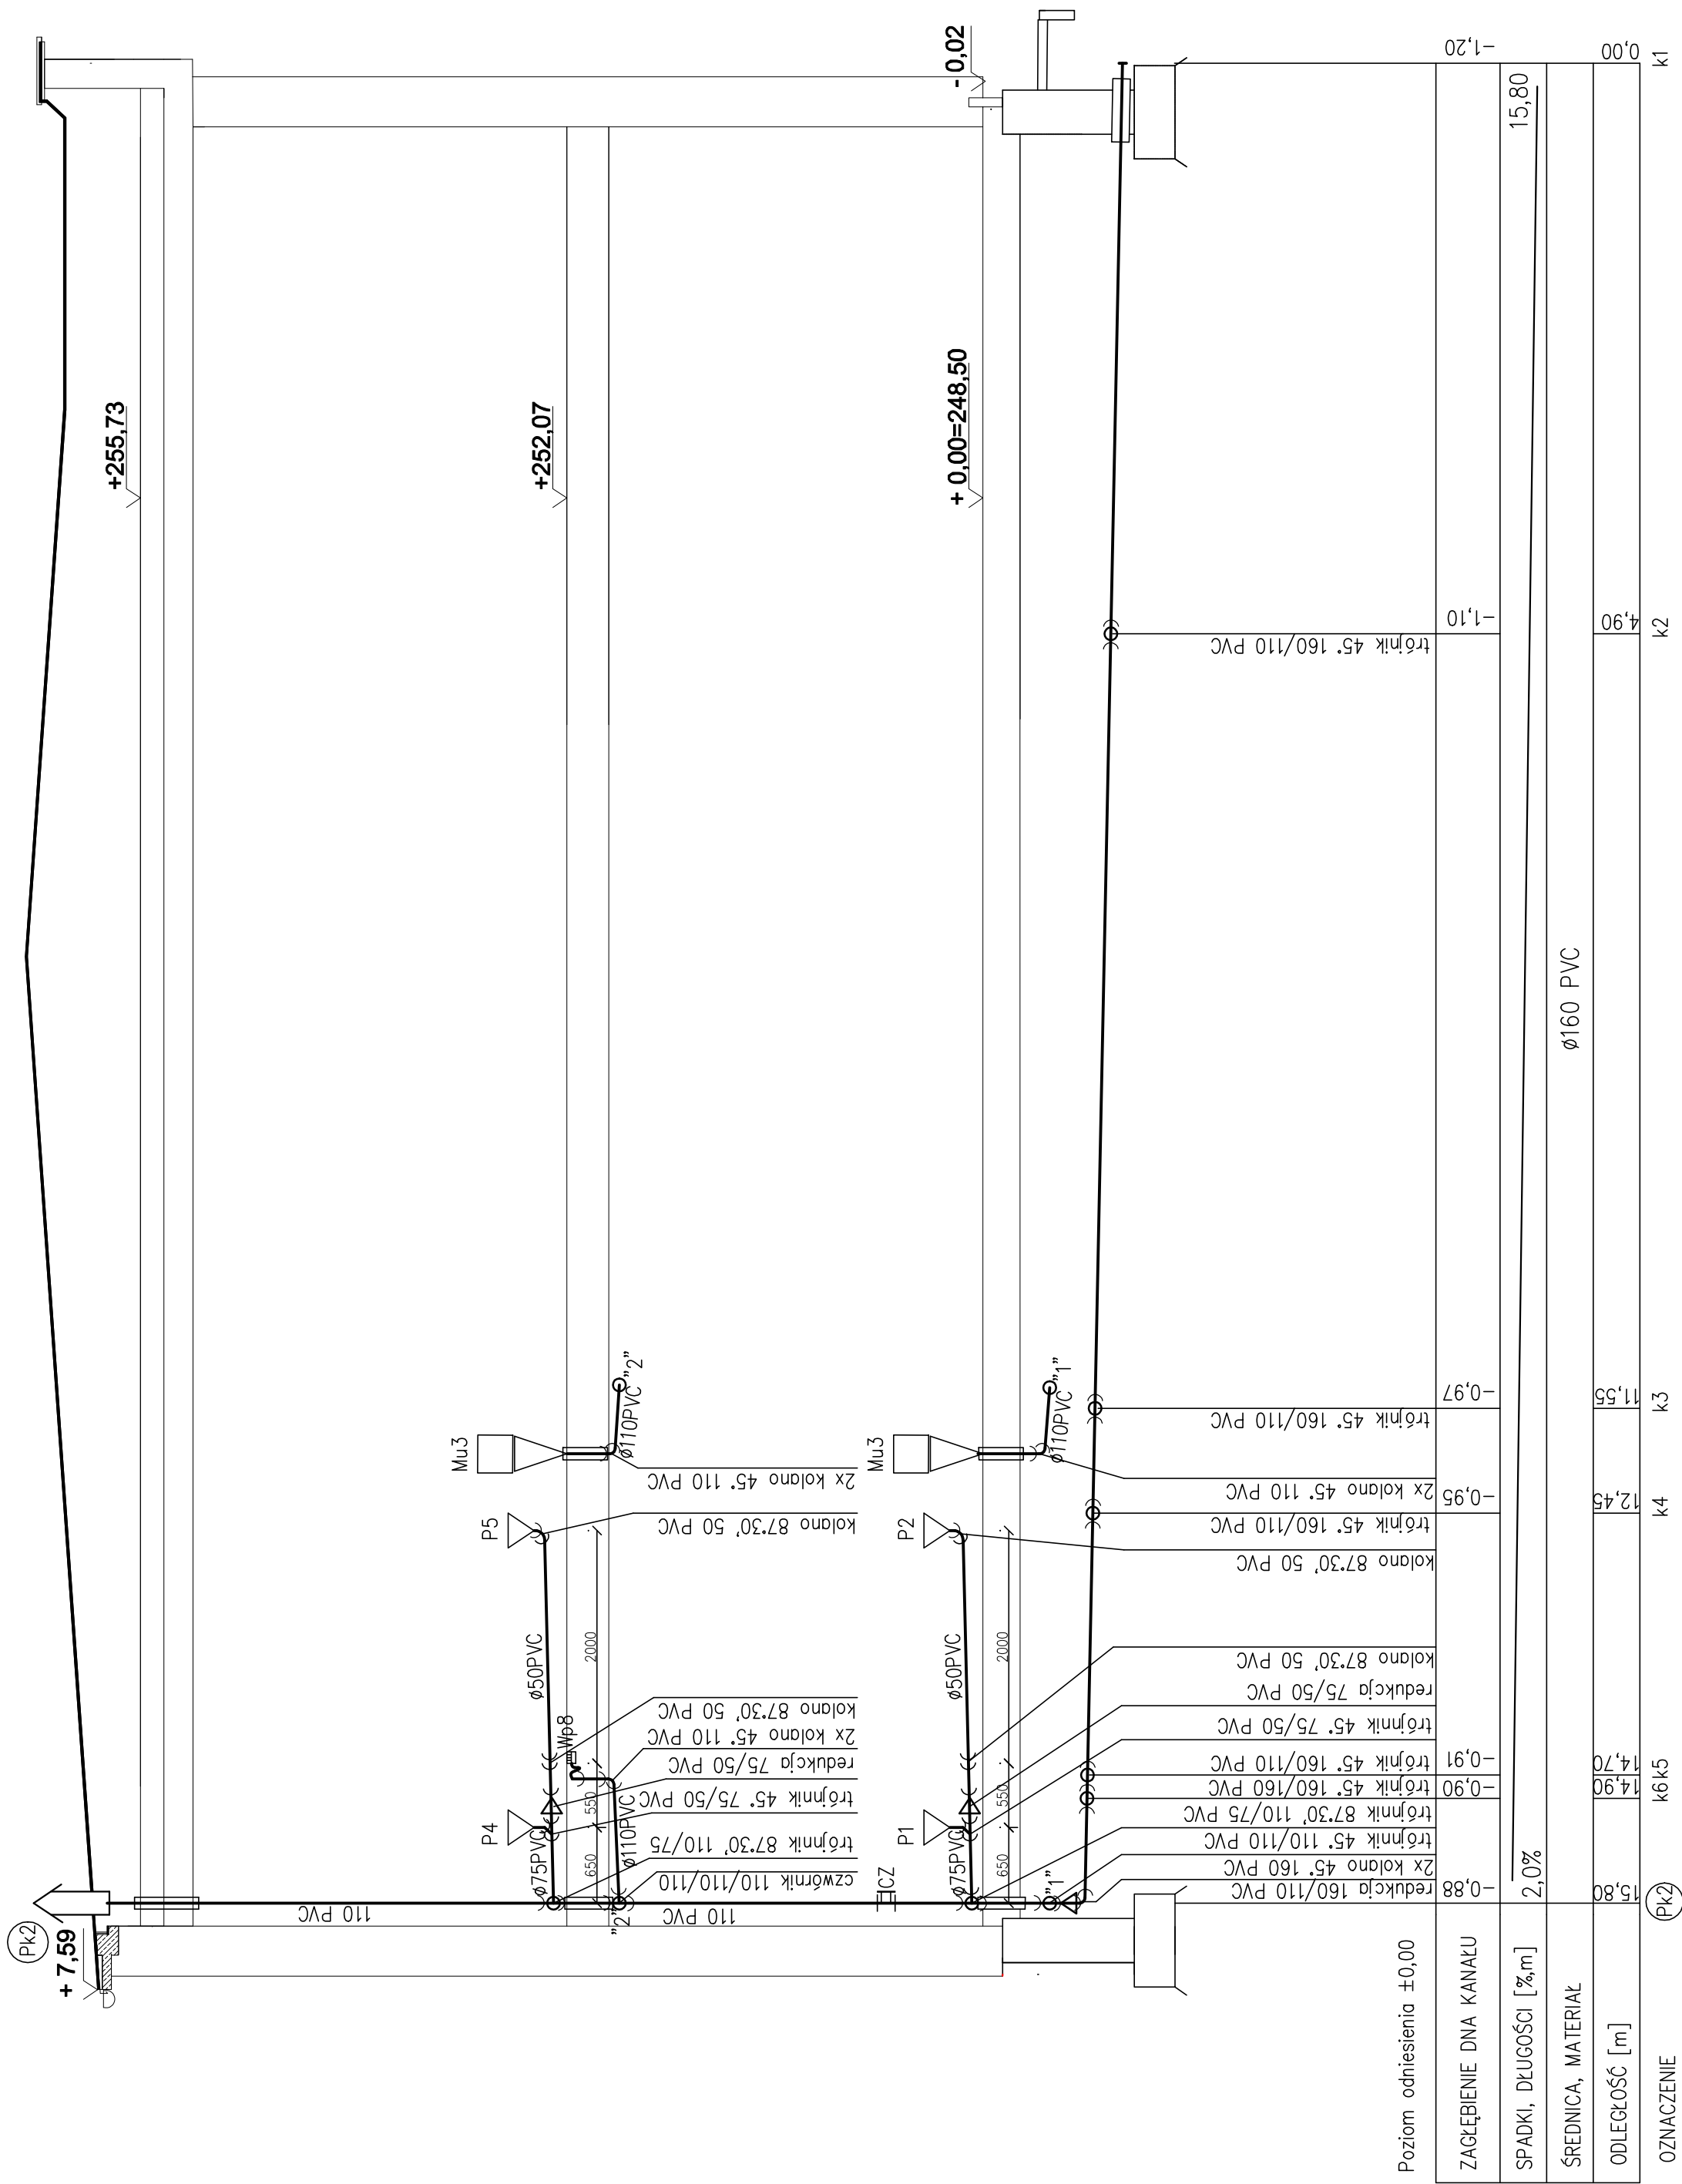 Pk2
+ 7,59
+255,73
+252,07
+ 0,00=248,50
- 0,02
110 PVC
110 PVC
P4
P5
Mu3
ø75PVC
ø50PVC
Wp8
ø110PVC
ø110PVC
"2"
"2"
650
550
2000
czwórnik 110/110/110
trójnik 87°30' 110/75
trójnik 45° 75/50 PVC
redukcja 75/50 PVC
2x kolano 45° 110 PVC
kolano 87°30' 50 PVC
kolano 87°30' 50 PVC
2x kolano 45° 110 PVC
CZ
P1
P2
Mu3
ø75PVC
ø50PVC
ø110PVC
"1"
"1"
650
550
2000
redukcja 160/110 PVC
2x kolano 45° 160 PVC
trójnik 45° 110/110 PVC
trójnik 87°30' 110/75 PVC
trójnik 45° 160/160 PVC
trójnik 45° 160/110 PVC
trójnik 45° 75/50 PVC
redukcja 75/50 PVC
kolano 87°30' 50 PVC
kolano 87°30' 50 PVC
trójnik 45° 160/110 PVC
2x kolano 45° 110 PVC
trójnik 45° 160/110 PVC
trójnik 45° 160/110 PVC
Poziom odniesienia ±0,00
ZAGŁĘBIENIE DNA KANAŁU
-0,88
-0,90
-0,91
-0,95
-0,97
-1,10
-1,20
SPADKI, DŁUGOŚCI [%,m]
2,0%
15,80
ŚREDNICA, MATERIAŁ
ø160 PVC
ODLEGŁOŚĆ [m]
15,80
14,90
14,70
12,45
11,55
4,90
0,00
OZNACZENIE
Pk2
k6
k5
k4
k3
k2
k1